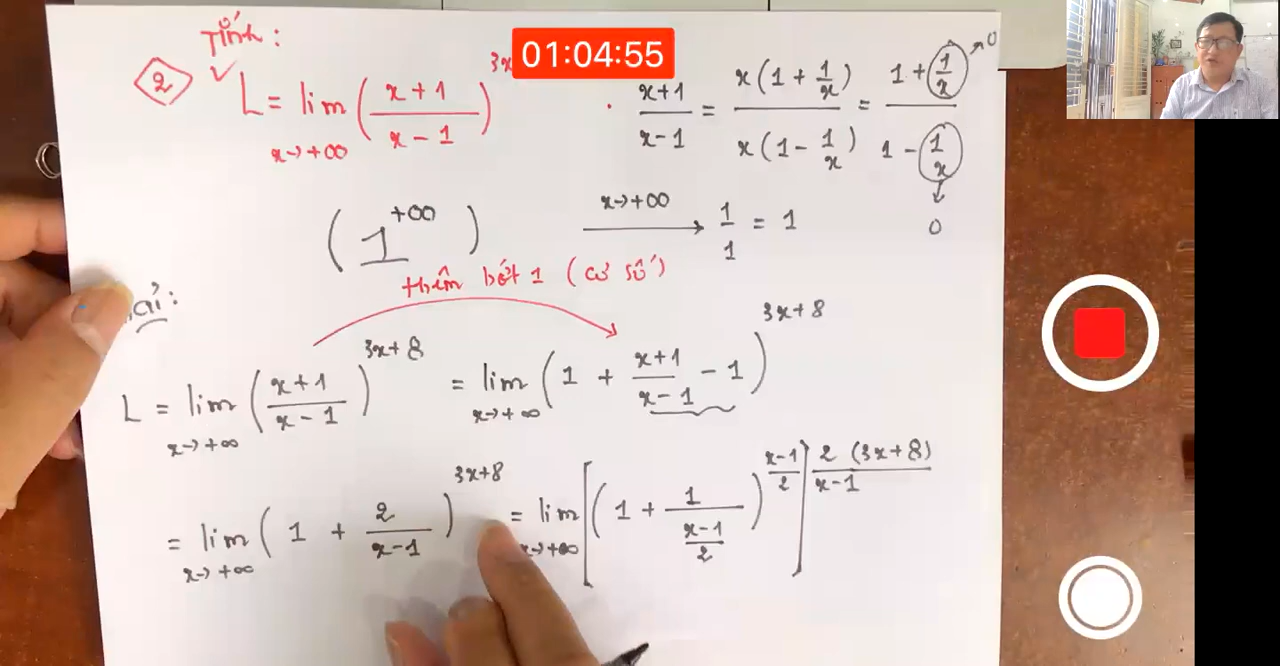 Tính:
01:04:55
2
L = lim x→+∞ ((x+1)/(x-1))^3x
(x+1)/(x-1) = x(1 + 1/x)/x(1 - 1/x) = (1 + 1/x)/(1 - 1/x)
→ 0
↓ 0
(1^+∞)
x→+∞ → 1/1 = 1
thêm bớt 1 (cơ số)
L = lim x→+∞ ((x+1)/(x-1))^(3x+8) = lim x→+∞ (1 + (x+1)/(x-1) - 1)^(3x+8)
= lim x→+∞ (1 + 2/(x-1))^(3x+8) = lim x→+∞ [(1 + 1/((x-1)/2))^((x-1)/2)]^(2(3x+8)/(x-1))